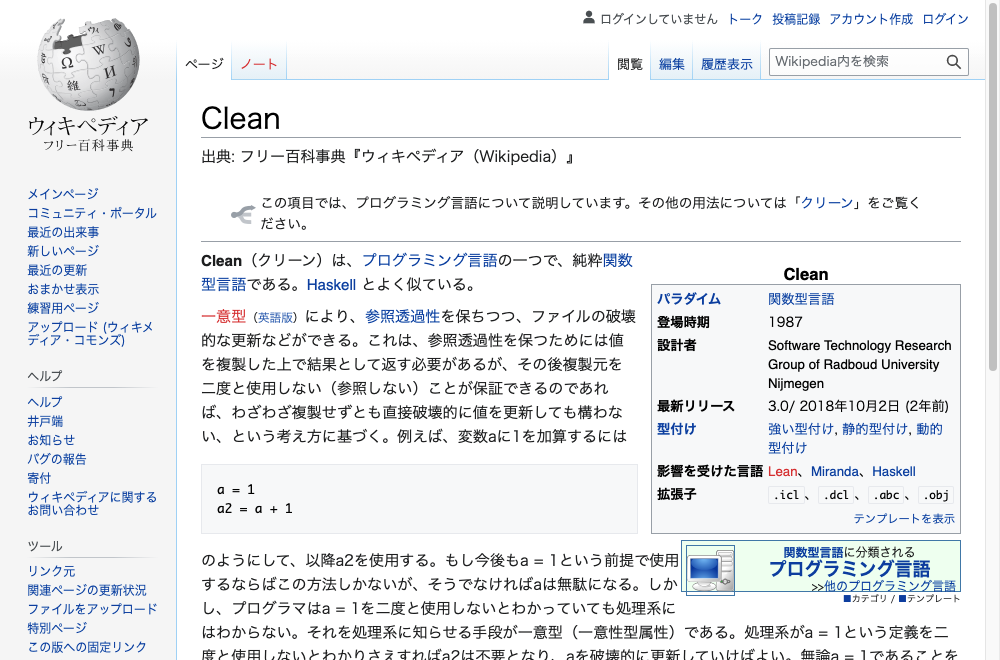 ログインしていません トーク 投稿記録 アカウント作成 ログイン
ページ ノート 閲覧 編集 履歴表示 Wikipedia内を検索
Ω W 維 И
ウィキペディア
フリー百科事典
メインページ
コミュニティ・ポータル
最近の出来事
新しいページ
最近の更新
おまかせ表示
練習用ページ
アップロード (ウィキメ
ディア・コモンズ)
ヘルプ
ヘルプ
井戸端
お知らせ
バグの報告
寄付
ウィキペディアに関する
お問い合わせ
ツール
リンク元
関連ページの更新状況
ファイルをアップロード
特別ページ
この版への固定リンク
Clean
出典: フリー百科事典『ウィキペディア（Wikipedia）』
この項目では、プログラミング言語について説明しています。その他の用法については「クリーン」をご覧く
ださい。
Clean（クリーン）は、プログラミング言語の一つで、純粋関数
型言語である。Haskell とよく似ている。
一意型（英語版）により、参照透過性を保ちつつ、ファイルの破壊
的な更新などができる。これは、参照透過性を保つためには値
を複製した上で結果として返す必要があるが、その後複製元を
二度と使用しない（参照しない）ことが保証できるのであれ
ば、わざわざ複製せずとも直接破壊的に値を更新しても構わな
い、という考え方に基づく。例えば、変数aに1を加算するには
a = 1
a2 = a + 1
Clean
パラダイム 関数型言語
登場時期 1987
設計者 Software Technology Research
Group of Radboud University
Nijmegen
最新リリース 3.0/ 2018年10月2日 (2年前)
型付け 強い型付け, 静的型付け, 動的
型付け
影響を受けた言語 Lean、Miranda、Haskell
拡張子 .icl、.dcl、.abc、.obj
テンプレートを表示
関数型言語に分類される
プログラミング言語
>>他のプログラミング言語
■カテゴリ / ■テンプレート
のようにして、以降a2を使用する。もし今後もa = 1という前提で使用
するならばこの方法しかないが、そうでなければaは無駄になる。しか
し、プログラマはa = 1を二度と使用しないとわかっていても処理系に
はわからない。それを処理系に知らせる手段が一意型（一意性型属性）である。処理系がa = 1という定義を二
度と使用しないとわかりさえすればa2は不要となり、aを破壊的に更新していけばよい。無論a = 1であることを